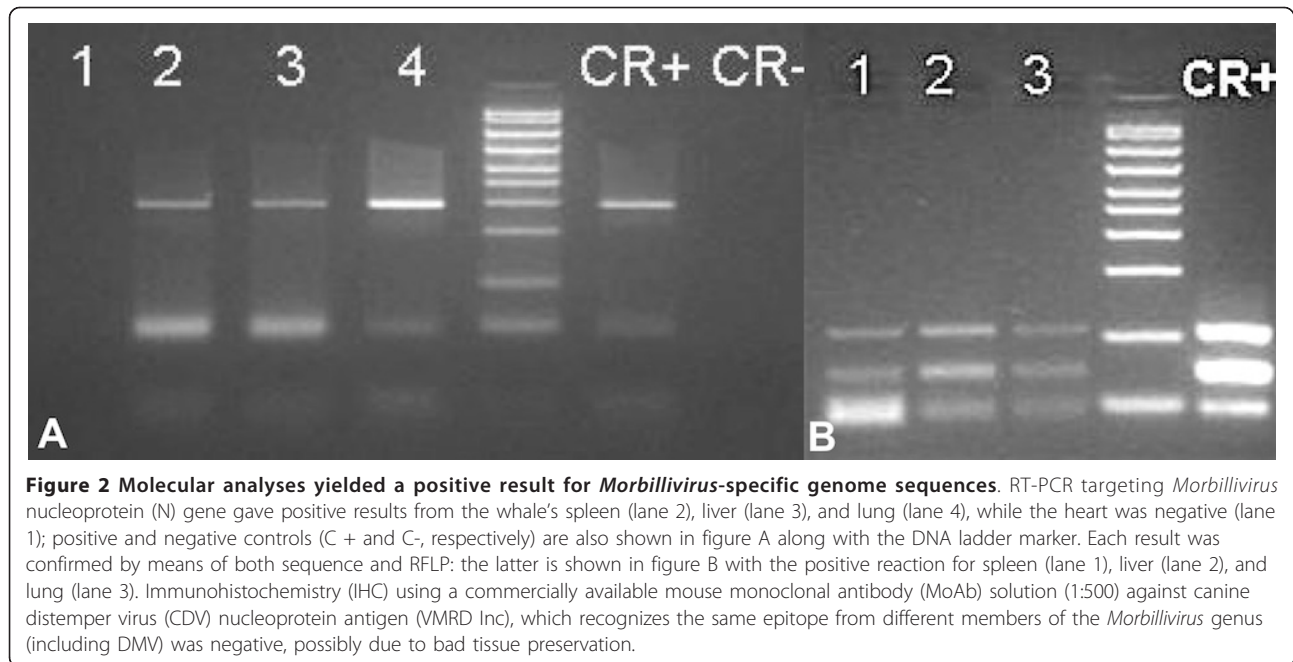 1 2 3 4 CR+ CR- 1 2 3 CR+
A B
Figure 2 Molecular analyses yielded a positive result for Morbillivirus-specific genome sequences. RT-PCR targeting Morbillivirus
nucleoprotein (N) gene gave positive results from the whale's spleen (lane 2), liver (lane 3), and lung (lane 4), while the heart was negative (lane
1); positive and negative controls (C + and C-, respectively) are also shown in figure A along with the DNA ladder marker. Each result was
confirmed by means of both sequence and RFLP: the latter is shown in figure B with the positive reaction for spleen (lane 1), liver (lane 2), and
lung (lane 3). Immunohistochemistry (IHC) using a commercially available mouse monoclonal antibody (MoAb) solution (1:500) against canine
distemper virus (CDV) nucleoprotein antigen (VMRD Inc), which recognizes the same epitope from different members of the Morbillivirus genus
(including DMV) was negative, possibly due to bad tissue preservation.